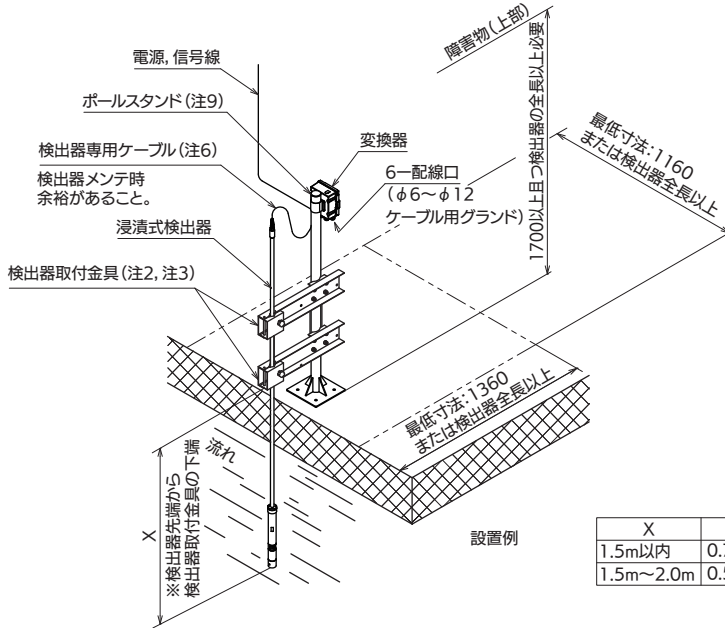 電源, 信号線
ポールスタンド（注9）
検出器専用ケーブル（注6）
検出器メンテ時
余裕があること。
浸漬式検出器
検出器取付金具（注2, 注3）
変換器
6ー配線口
（φ6～φ12
ケーブル用グランド）
障害物（上部）
1700以上且つ検出器の全長以上必要
最低寸法：1160
または検出器全長以上
最低寸法：1360
または検出器全長以上
流れ
X
※検出器先端から
検出器取付金具の下端
設置例
X
1.5m以内
1.5m～2.0m